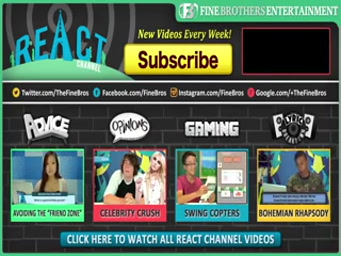 REACT
CHANNEL
FINE BROTHERS ENTERTAINMENT
New Videos Every Week!
Subscribe
Twitter.com/TheFineBros
Facebook.com/FineBros
Instagram.com/FineBros
Google.com/+TheFineBros
ADVICE
OPINIONS
GAMING
LYRIC
AVOIDING THE "FRIEND ZONE"
CELEBRITY CRUSH
SWING COPTERS
BOHEMIAN RHAPSODY
CLICK HERE TO WATCH ALL REACT CHANNEL VIDEOS